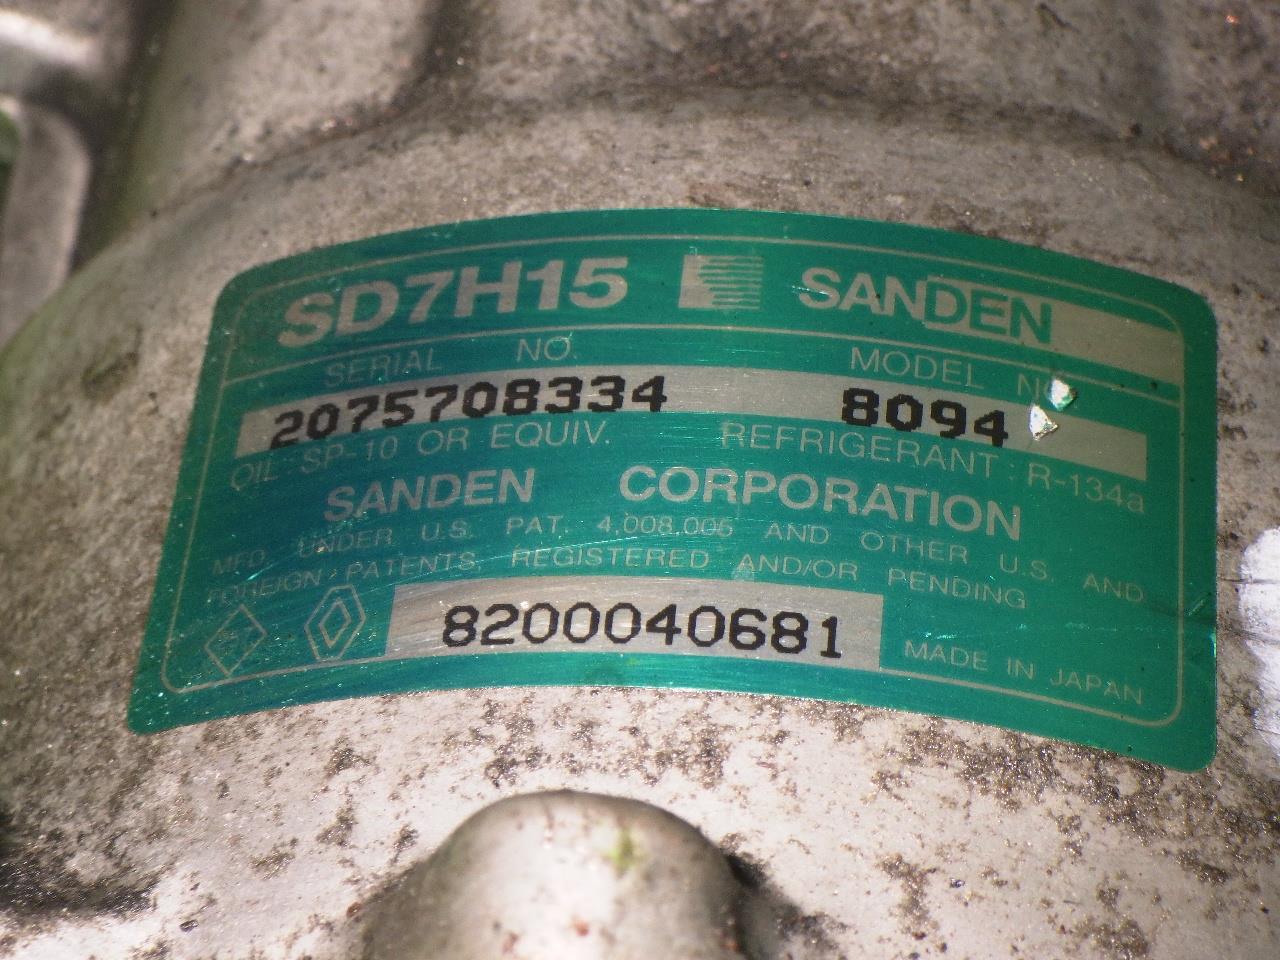 SD7H15 SANDEN
SERIAL NO. MODEL NO.
2075708334 8094
OIL : SP-10 OR EQUIV. REFRIGERANT : R-134a
SANDEN CORPORATION
MFD. UNDER U.S. PAT. 4,008,005 AND OTHER U.S. AND
FOREIGN PATENTS, REGISTERED AND/OR PENDING
8200040681 MADE IN JAPAN